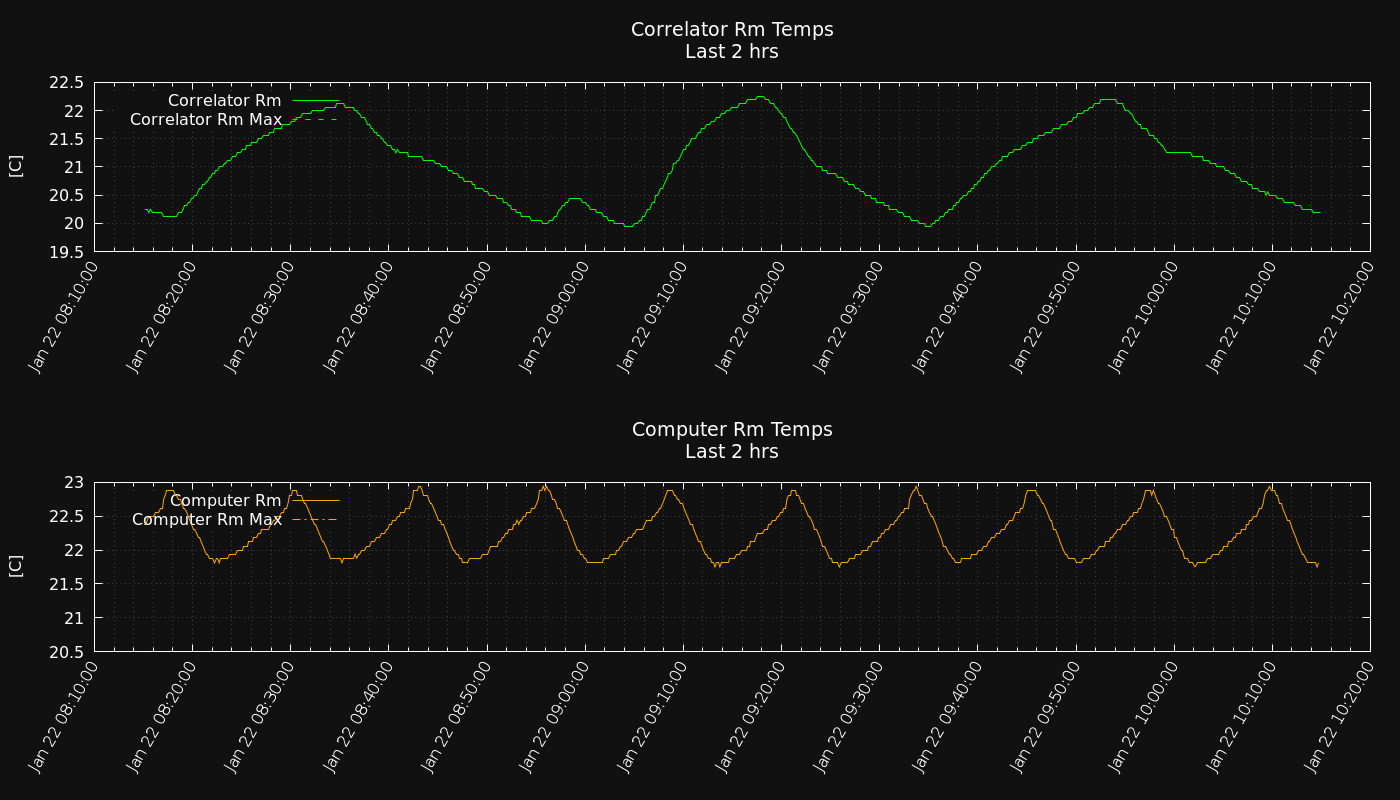 Correlator Rm Temps
Last 2 hrs
22.5
22
21.5
21
20.5
20
19.5
[C]
Correlator Rm
Correlator Rm Max
Jan 22 08:10:00
Jan 22 08:20:00
Jan 22 08:30:00
Jan 22 08:40:00
Jan 22 08:50:00
Jan 22 09:00:00
Jan 22 09:10:00
Jan 22 09:20:00
Jan 22 09:30:00
Jan 22 09:40:00
Jan 22 09:50:00
Jan 22 10:00:00
Jan 22 10:10:00
Jan 22 10:20:00
Computer Rm Temps
Last 2 hrs
23
22.5
22
21.5
21
20.5
[C]
Computer Rm
Computer Rm Max
Jan 22 08:10:00
Jan 22 08:20:00
Jan 22 08:30:00
Jan 22 08:40:00
Jan 22 08:50:00
Jan 22 09:00:00
Jan 22 09:10:00
Jan 22 09:20:00
Jan 22 09:30:00
Jan 22 09:40:00
Jan 22 09:50:00
Jan 22 10:00:00
Jan 22 10:10:00
Jan 22 10:20:00